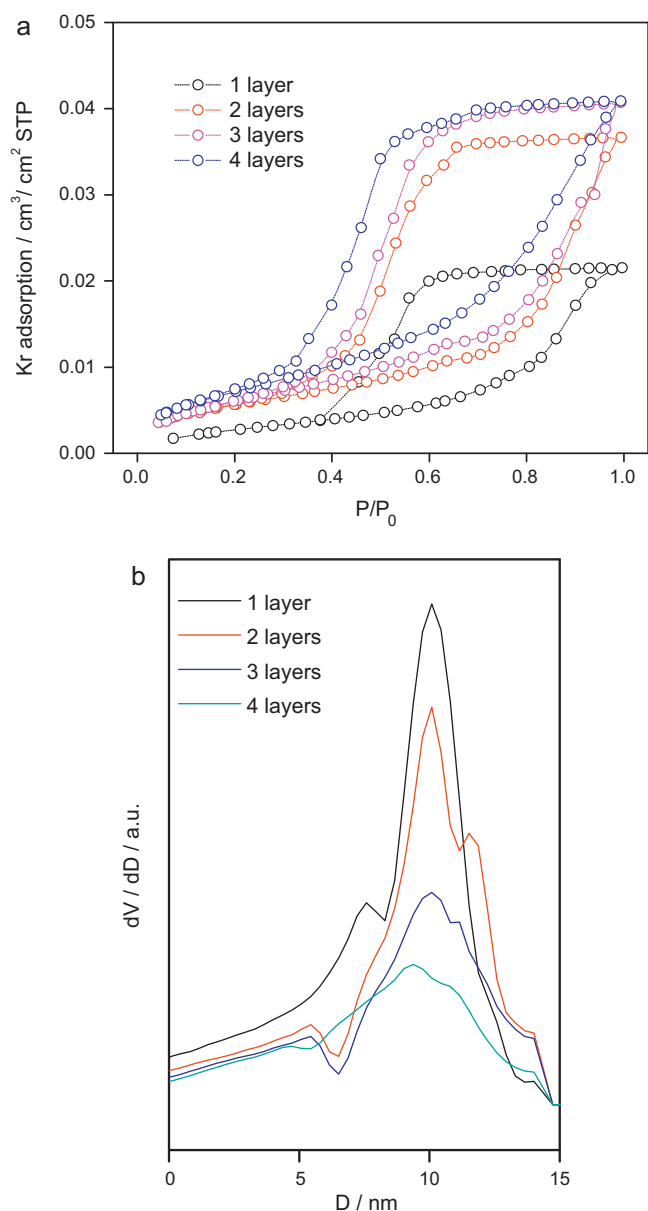 a
Kr adsorption / cm³/ cm² STP
0.05
0.04
0.03
0.02
0.01
0.00
1 layer
2 layers
3 layers
4 layers
0.0 0.2 0.4 0.6 0.8 1.0
P/P₀
b
dV / dD / a.u.
1 layer
2 layers
3 layers
4 layers
0 5 10 15
D / nm